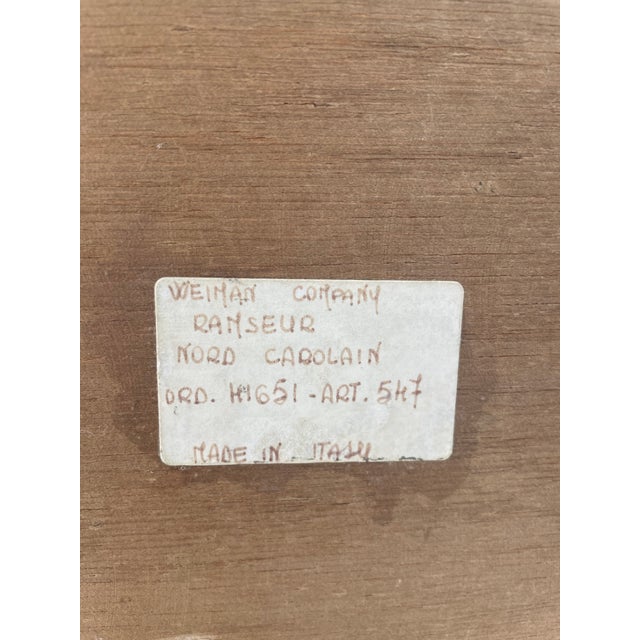 WEIMAN COMPANY
RAMSEUR
NORD CAROLAIN
ORD. H1651 - ART. 547
MADE IN ITALY